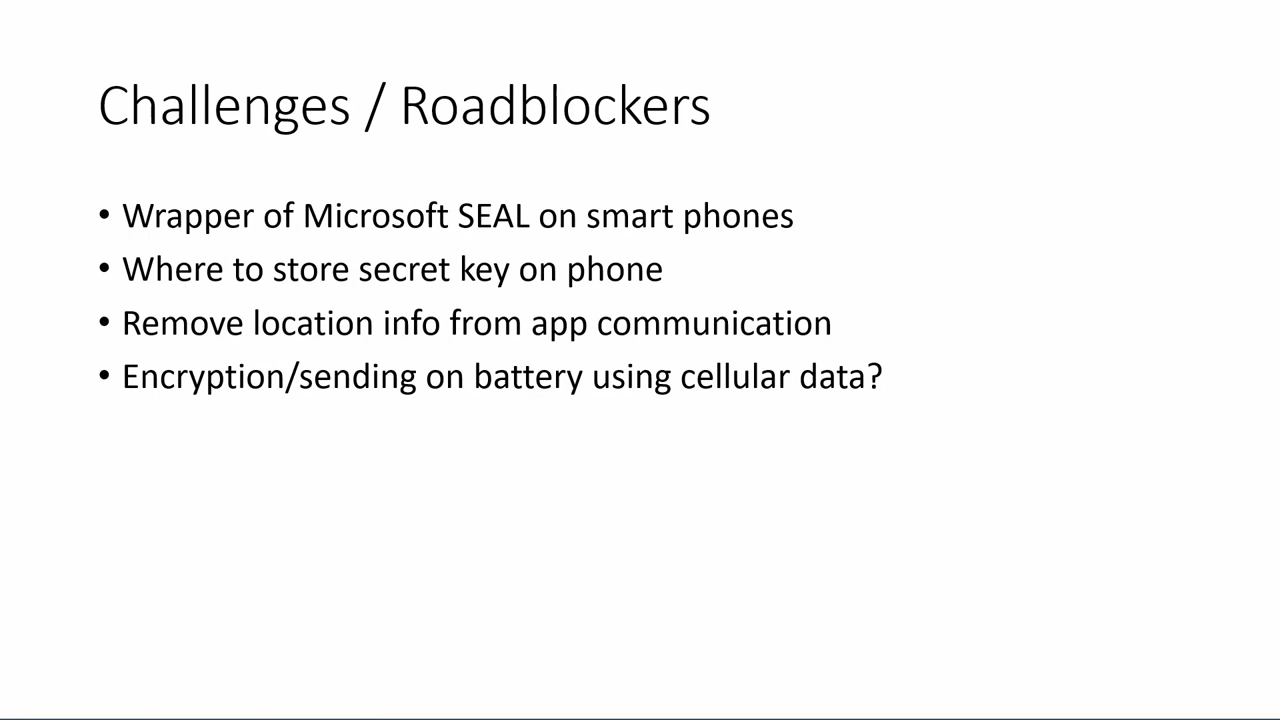 Challenges / Roadblockers
• Wrapper of Microsoft SEAL on smart phones
• Where to store secret key on phone
• Remove location info from app communication
• Encryption/sending on battery using cellular data?